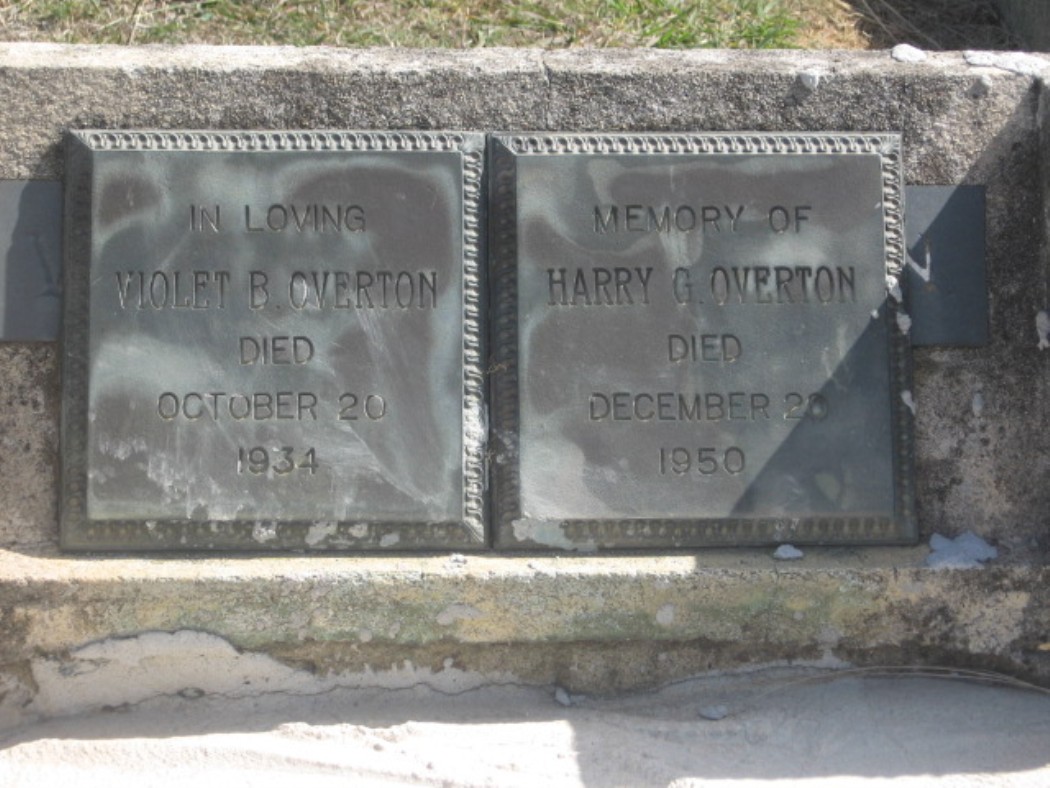 IN LOVING
VIOLET B. OVERTON
DIED
OCTOBER 20
1934
MEMORY OF
HARRY G. OVERTON
DIED
DECEMBER
1950